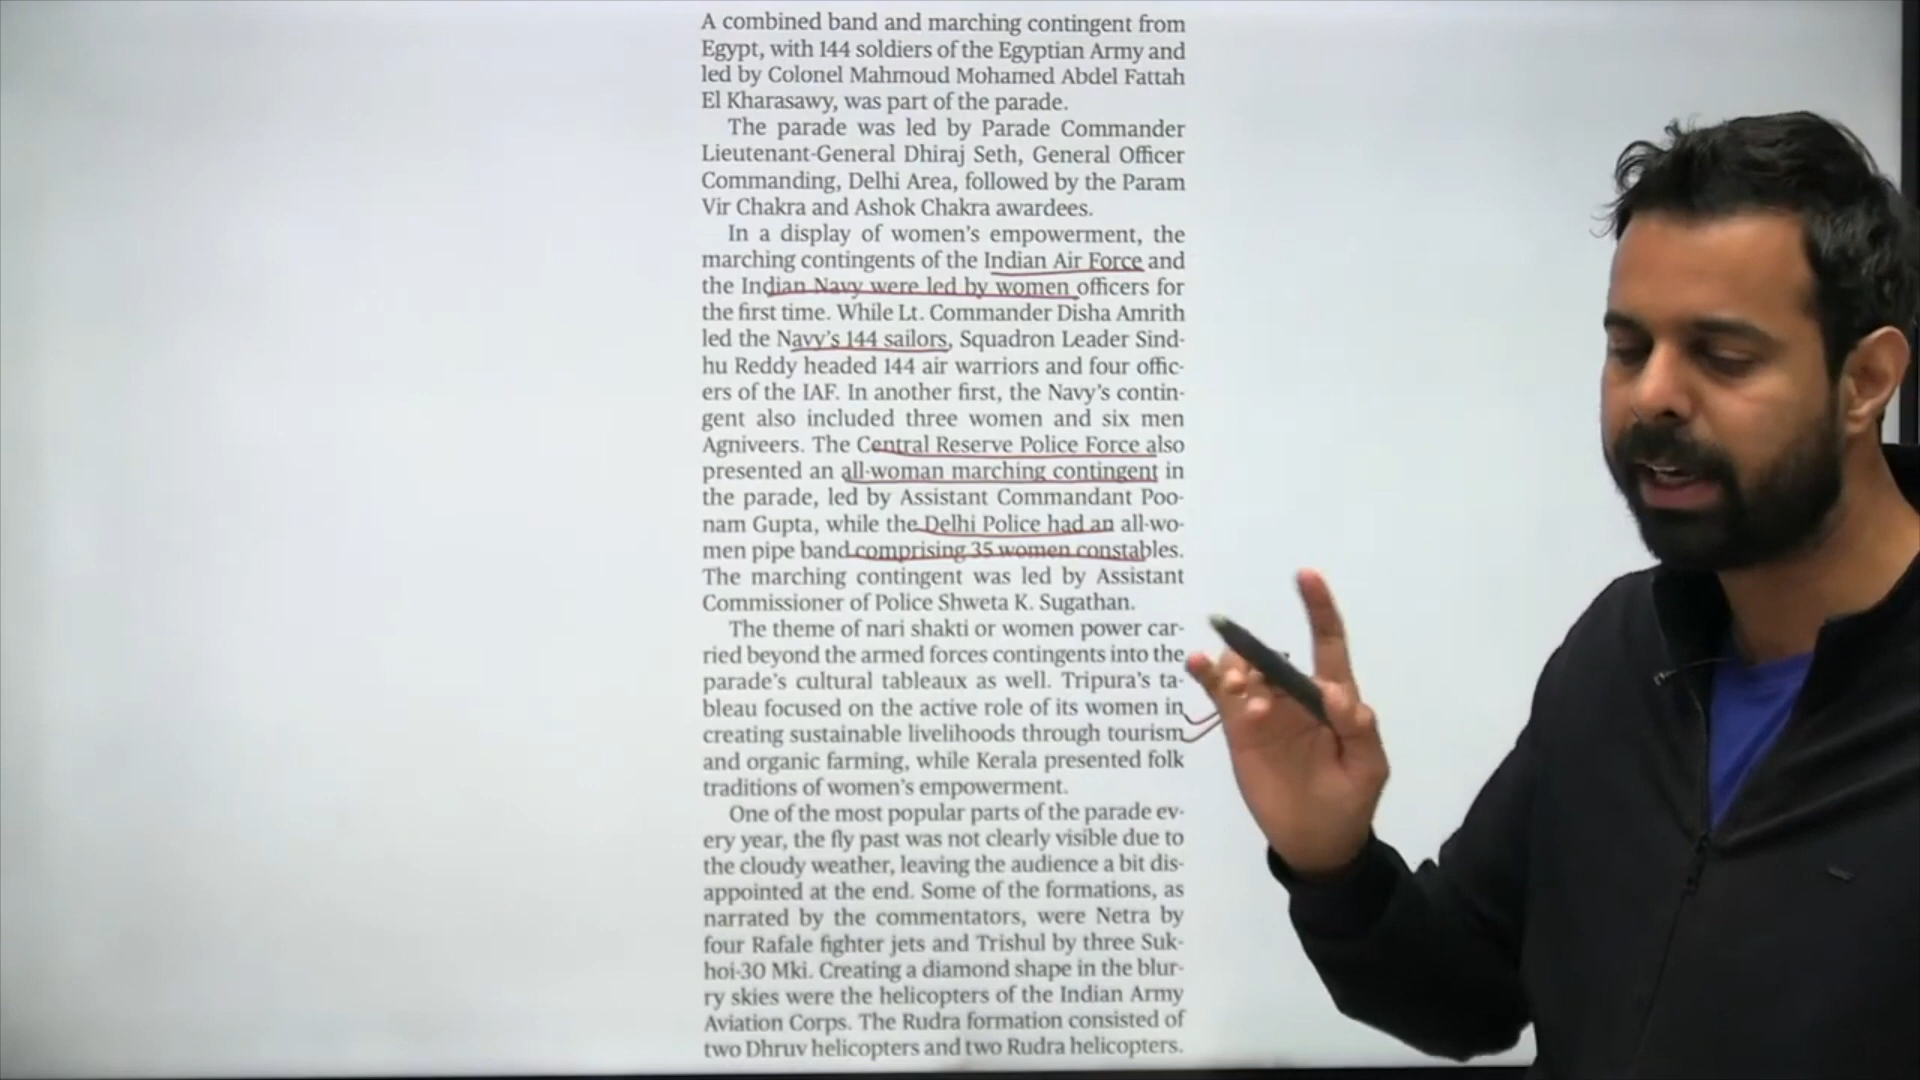 A combined band and marching contingent from
Egypt, with 144 soldiers of the Egyptian Army and
led by Colonel Mahmoud Mohamed Abdel Fattah
El Kharasawy, was part of the parade.
The parade was led by Parade Commander
Lieutenant-General Dhiraj Seth, General Officer
Commanding, Delhi Area, followed by the Param
Vir Chakra and Ashok Chakra awardees.
In a display of women's empowerment, the
marching contingents of the Indian Air Force and
the Indian Navy were led by women officers for
the first time. While Lt. Commander Disha Amrith
led the Navy's 144 sailors, Squadron Leader Sind-
hu Reddy headed 144 air warriors and four offic-
ers of the IAF. In another first, the Navy's contin-
gent also included three women and six men
Agniveers. The Central Reserve Police Force also
presented an all-woman marching contingent in
the parade, led by Assistant Commandant Poo-
nam Gupta, while the Delhi Police had an all-wo-
men pipe band comprising 35 women constables.
The marching contingent was led by Assistant
Commissioner of Police Shweta K. Sugathan.
The theme of nari shakti or women power car-
ried beyond the armed forces contingents into the
parade's cultural tableaux as well. Tripura's ta-
bleau focused on the active role of its women in
creating sustainable livelihoods through tourism
and organic farming, while Kerala presented folk
traditions of women's empowerment.
One of the most popular parts of the parade ev-
ery year, the fly past was not clearly visible due to
the cloudy weather, leaving the audience a bit dis-
appointed at the end. Some of the formations, as
narrated by the commentators, were Netra by
four Rafale fighter jets and Trishul by three Suk-
hoi-30 Mki. Creating a diamond shape in the blur-
ry skies were the helicopters of the Indian Army
Aviation Corps. The Rudra formation consisted of
two Dhruv helicopters and two Rudra helicopters.